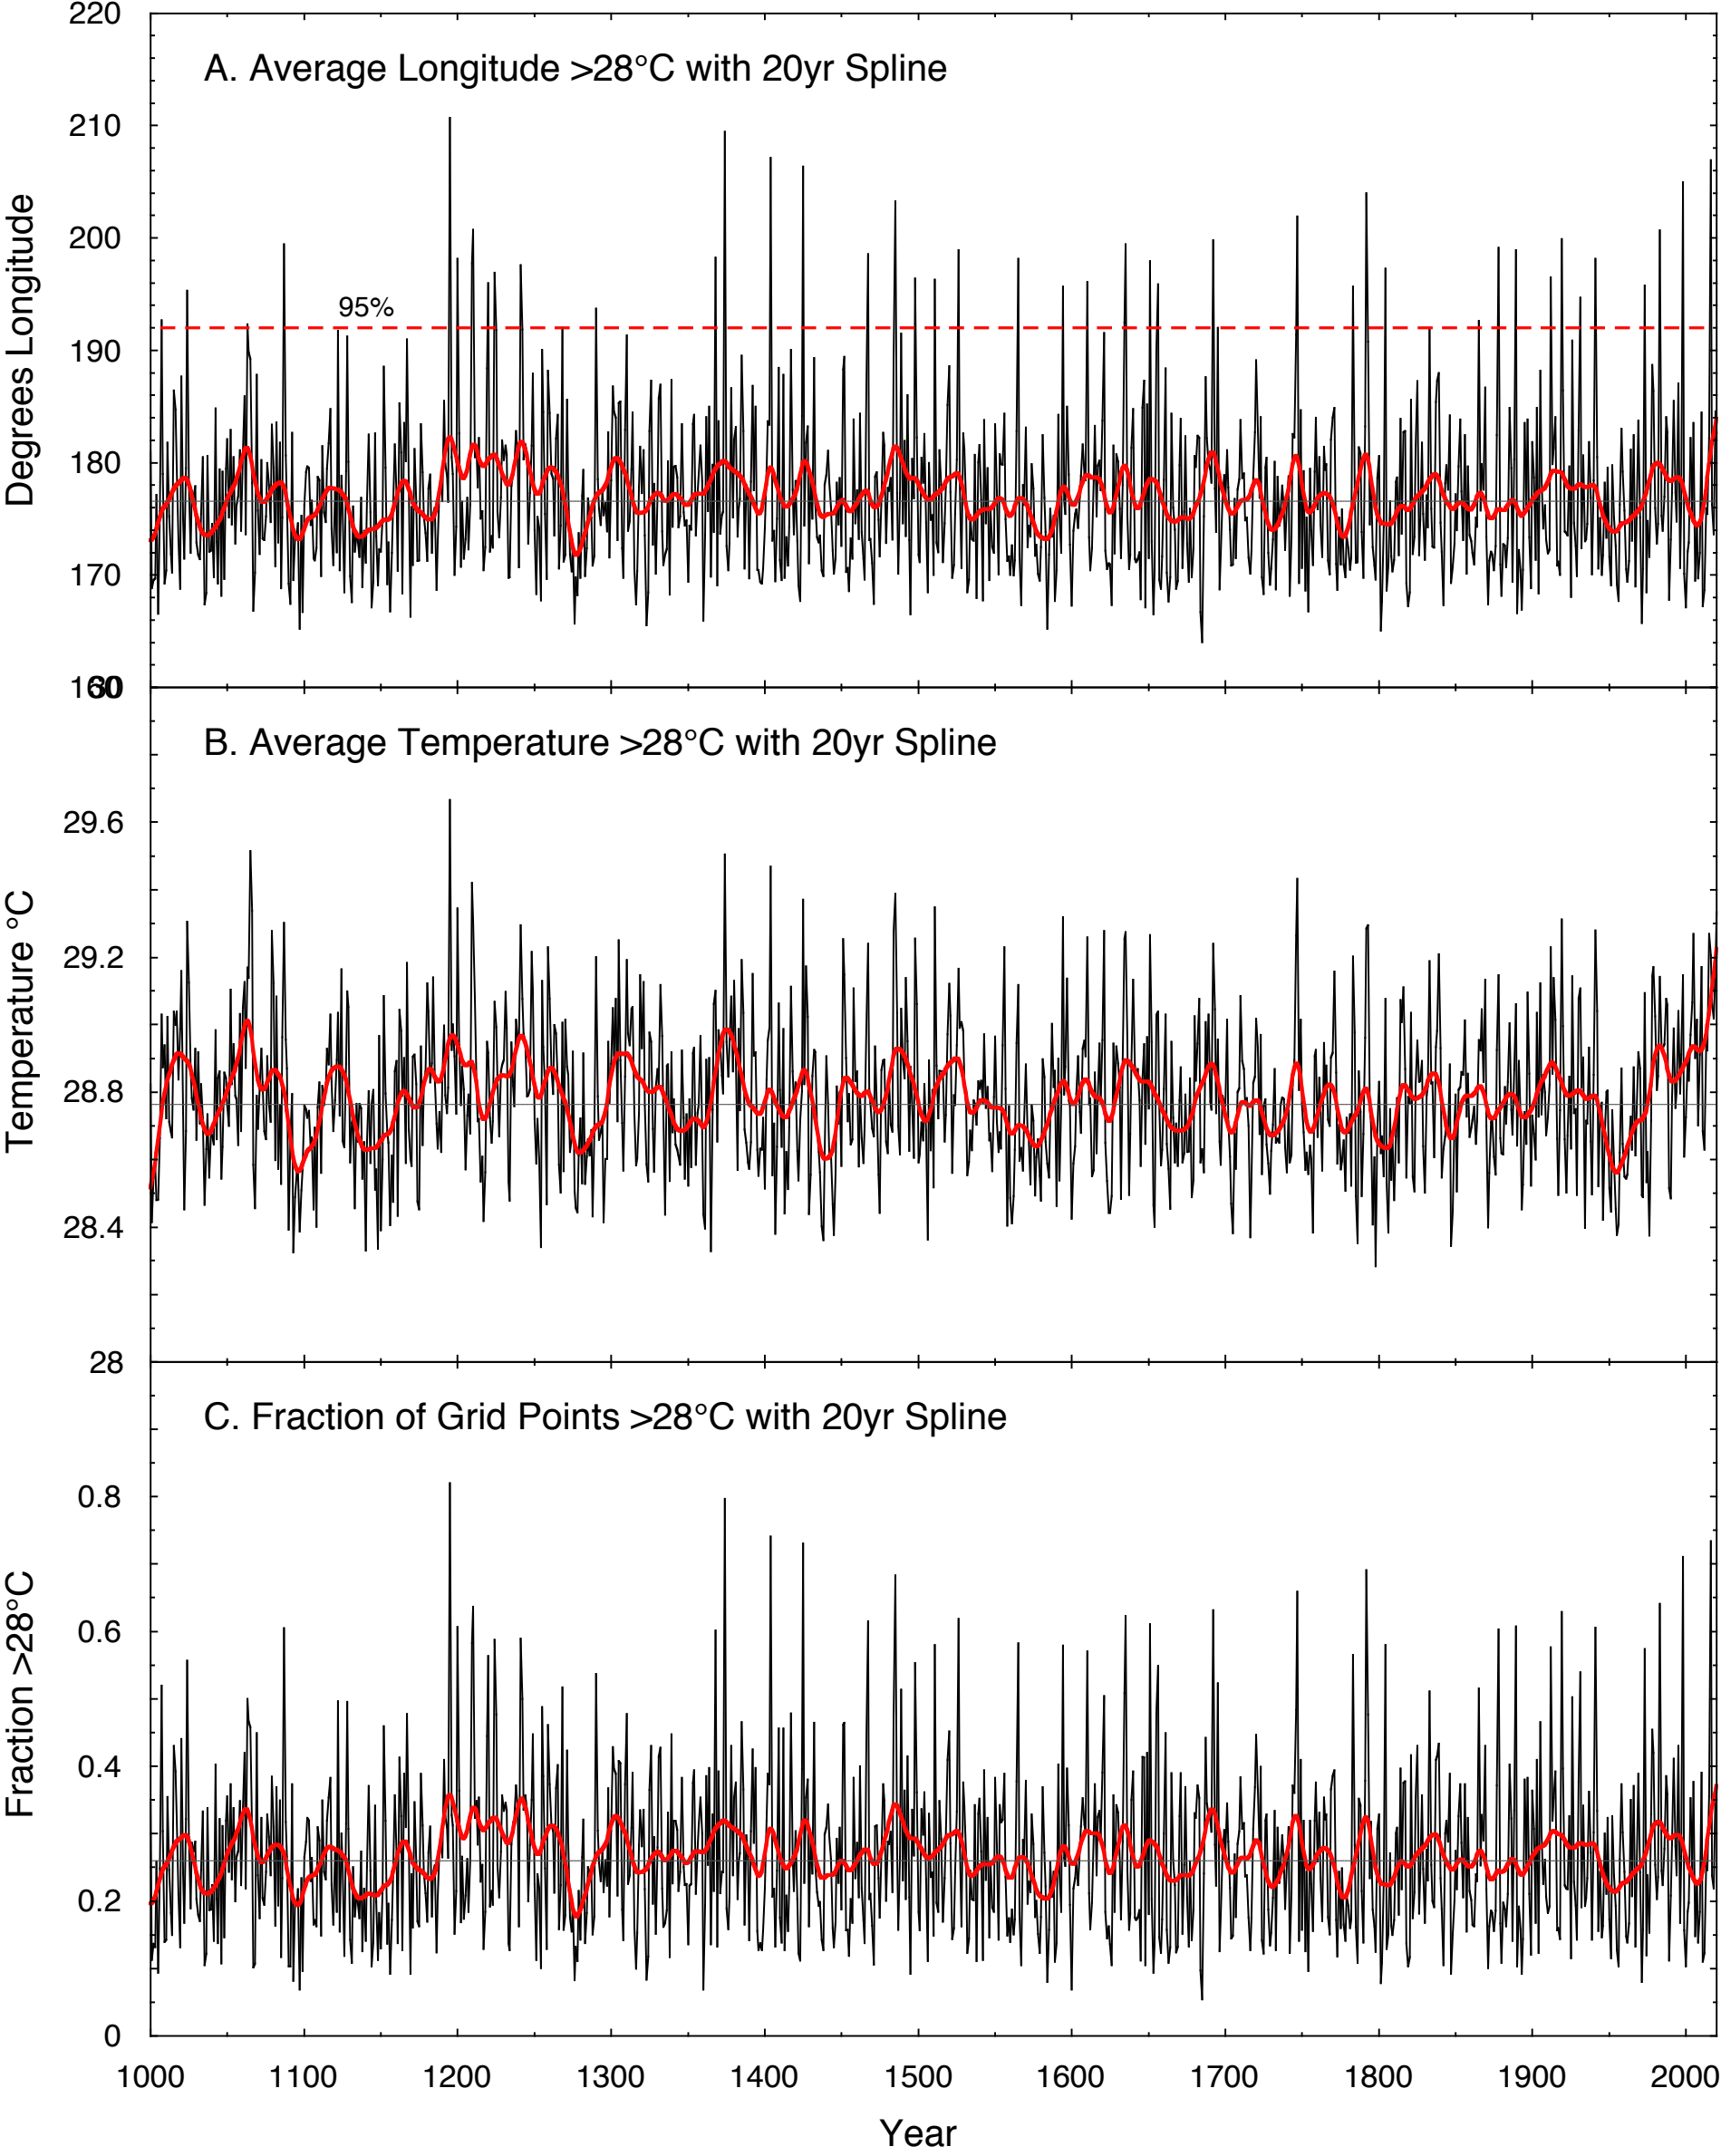 220
A. Average Longitude >28°C with 20yr Spline
210
200
95%
190
180
170
Degrees Longitude
B. Average Temperature >28°C with 20yr Spline
29.6
29.2
28.8
28.4
28
Temperature °C
C. Fraction of Grid Points >28°C with 20yr Spline
0.8
0.6
0.4
0.2
0
Fraction >28°C
1000 1100 1200 1300 1400 1500 1600 1700 1800 1900 2000
Year